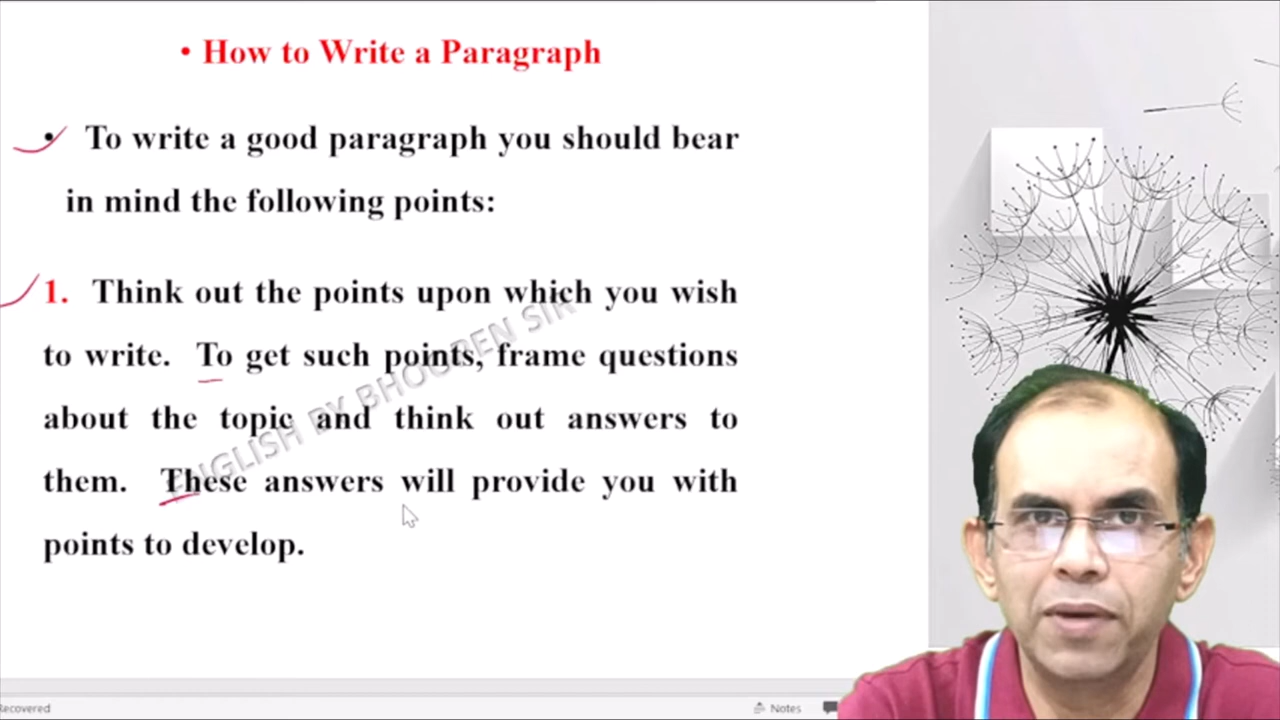 • How to Write a Paragraph
• To write a good paragraph you should bear
in mind the following points:
1. Think out the points upon which you wish
to write. To get such points, frame questions
about the topic and think out answers to
them. These answers will provide you with
points to develop.
ENGLISH BY BHOOPEN SIR
Recovered
Notes